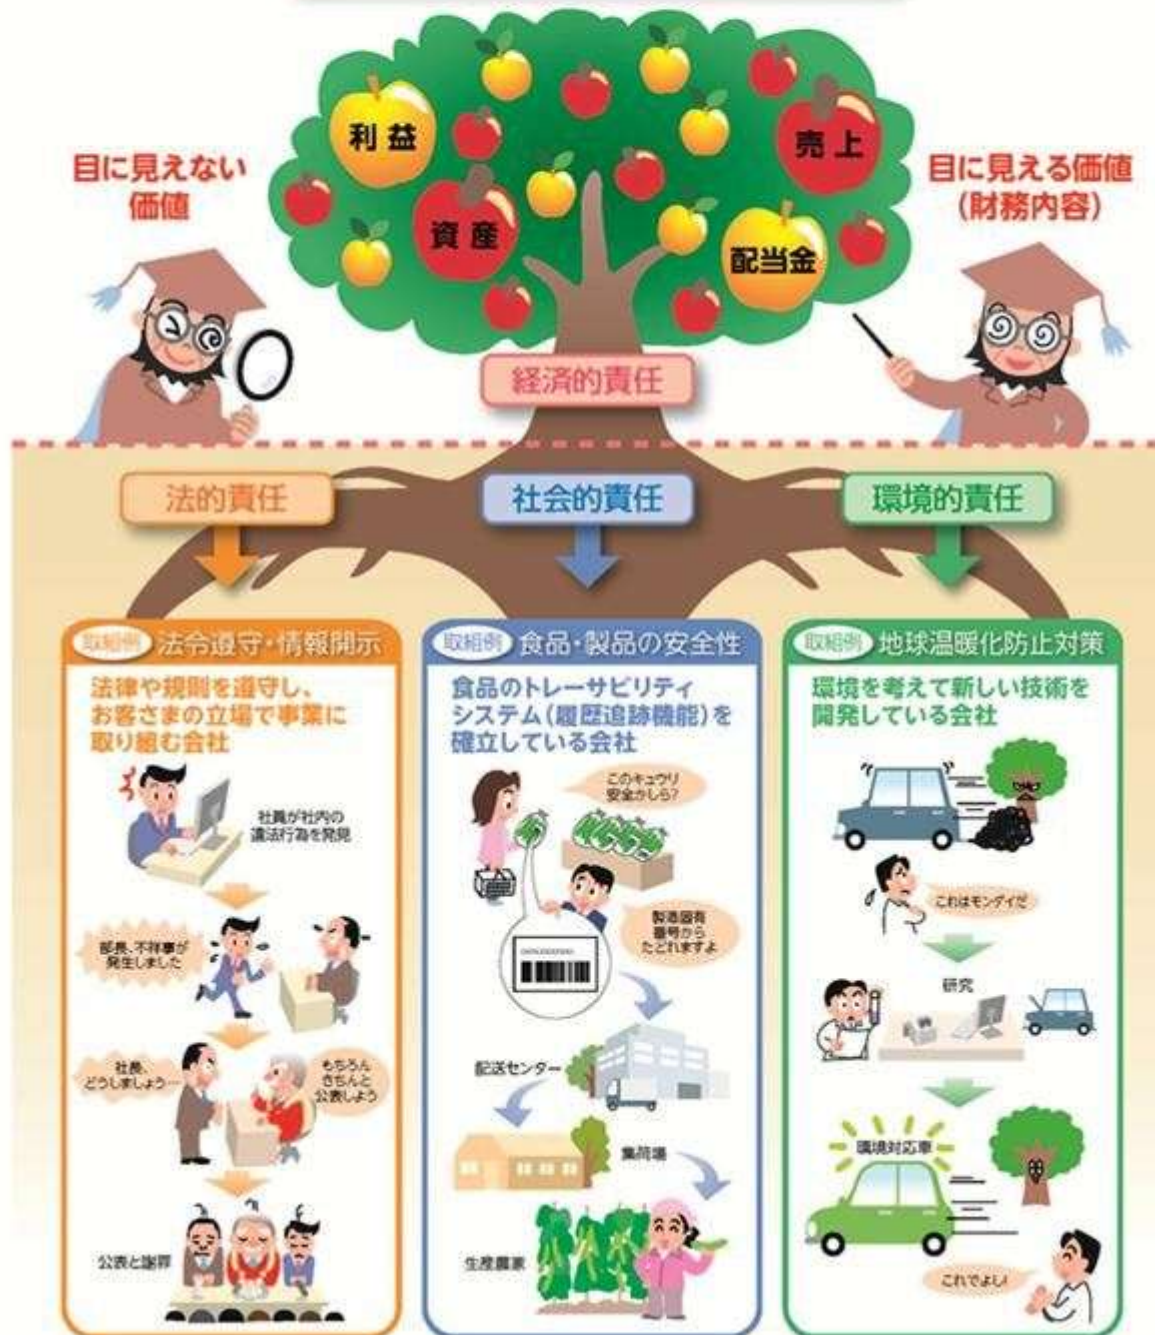 利益
売上
資産
配当金
目に見えない
価値
目に見える価値
(財務内容)
経済的責任
法的責任
社会的責任
環境的責任
取組例 法令遵守・情報開示
法律や規則を遵守し、
お客さまの立場で事業に
取り組む会社
社員が社内の
違法行為を発見
部長、不祥事が
発生しました
社長、
どうしましょう…
もちろん
きちんと
公表しよう
公表と謝罪
取組例 食品・製品の安全性
食品のトレーサビリティ
システム(履歴追跡機能)を
確立している会社
このキュウリ
安全かしら?
製造固有
番号から
たどれますよ
配送センター
集荷場
生産農家
取組例 地球温暖化防止対策
環境を考えて新しい技術を
開発している会社
これはモンダイだ
研究
環境対応車
これでよし!